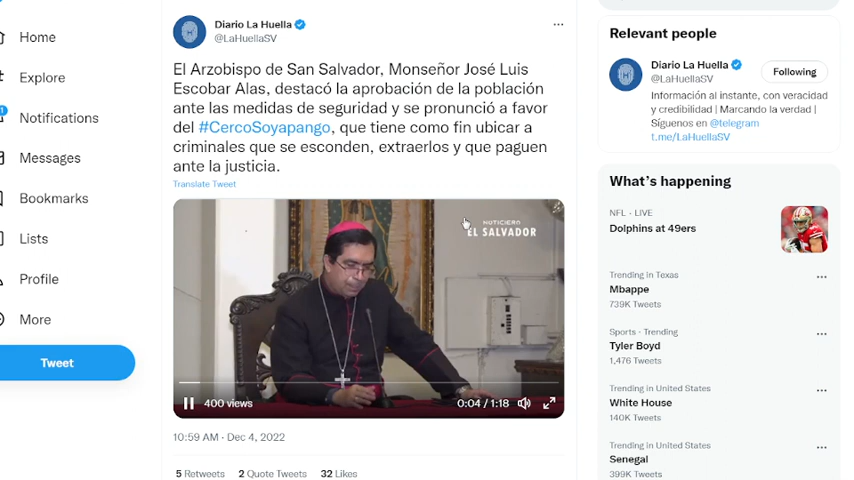 Home
Explore
Notifications
Messages
Bookmarks
Lists
Profile
More
Tweet
Diario La Huella
@LaHuellaSV
El Arzobispo de San Salvador, Monseñor José Luis
Escobar Alas, destacó la aprobación de la población
ante las medidas de seguridad y se pronunció a favor
del #CercoSoyapango, que tiene como fin ubicar a
criminales que se esconden, extraerlos y que paguen
ante la justicia.
Translate Tweet
NOTICIERO
EL SALVADOR
400 views
0:04 / 1:18
10:59 AM · Dec 4, 2022
5 Retweets 2 Quote Tweets 32 Likes
Relevant people
Diario La Huella
@LaHuellaSV
Following
Información al instante, con veracidad
y credibilidad | Marcando la verdad |
Síguenos en @telegram
t.me/LaHuellaSV
What's happening
NFL · LIVE
Dolphins at 49ers
Trending in Texas
Mbappe
739K Tweets
Sports · Trending
Tyler Boyd
1,476 Tweets
Trending in United States
White House
140K Tweets
Trending in United States
Senegal
399K Tweets